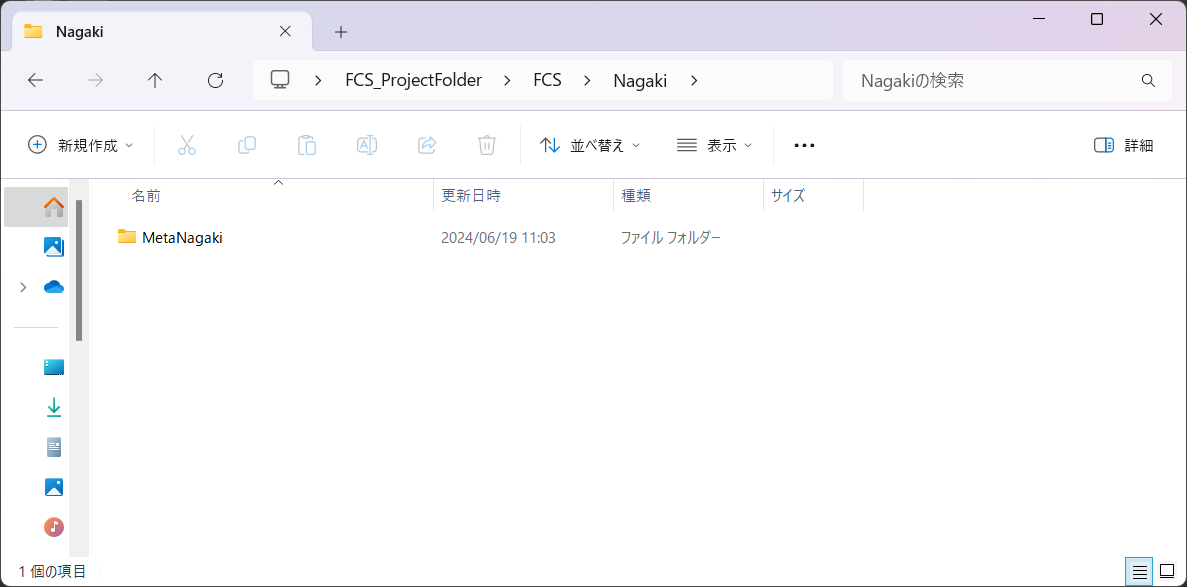 Nagaki
FCS_ProjectFolder FCS Nagaki
Nagakiの検索
新規作成 並べ替え 表示 詳細
名前 更新日時 種類 サイズ
MetaNagaki 2024/06/19 11:03 ファイル フォルダー
1 個の項目